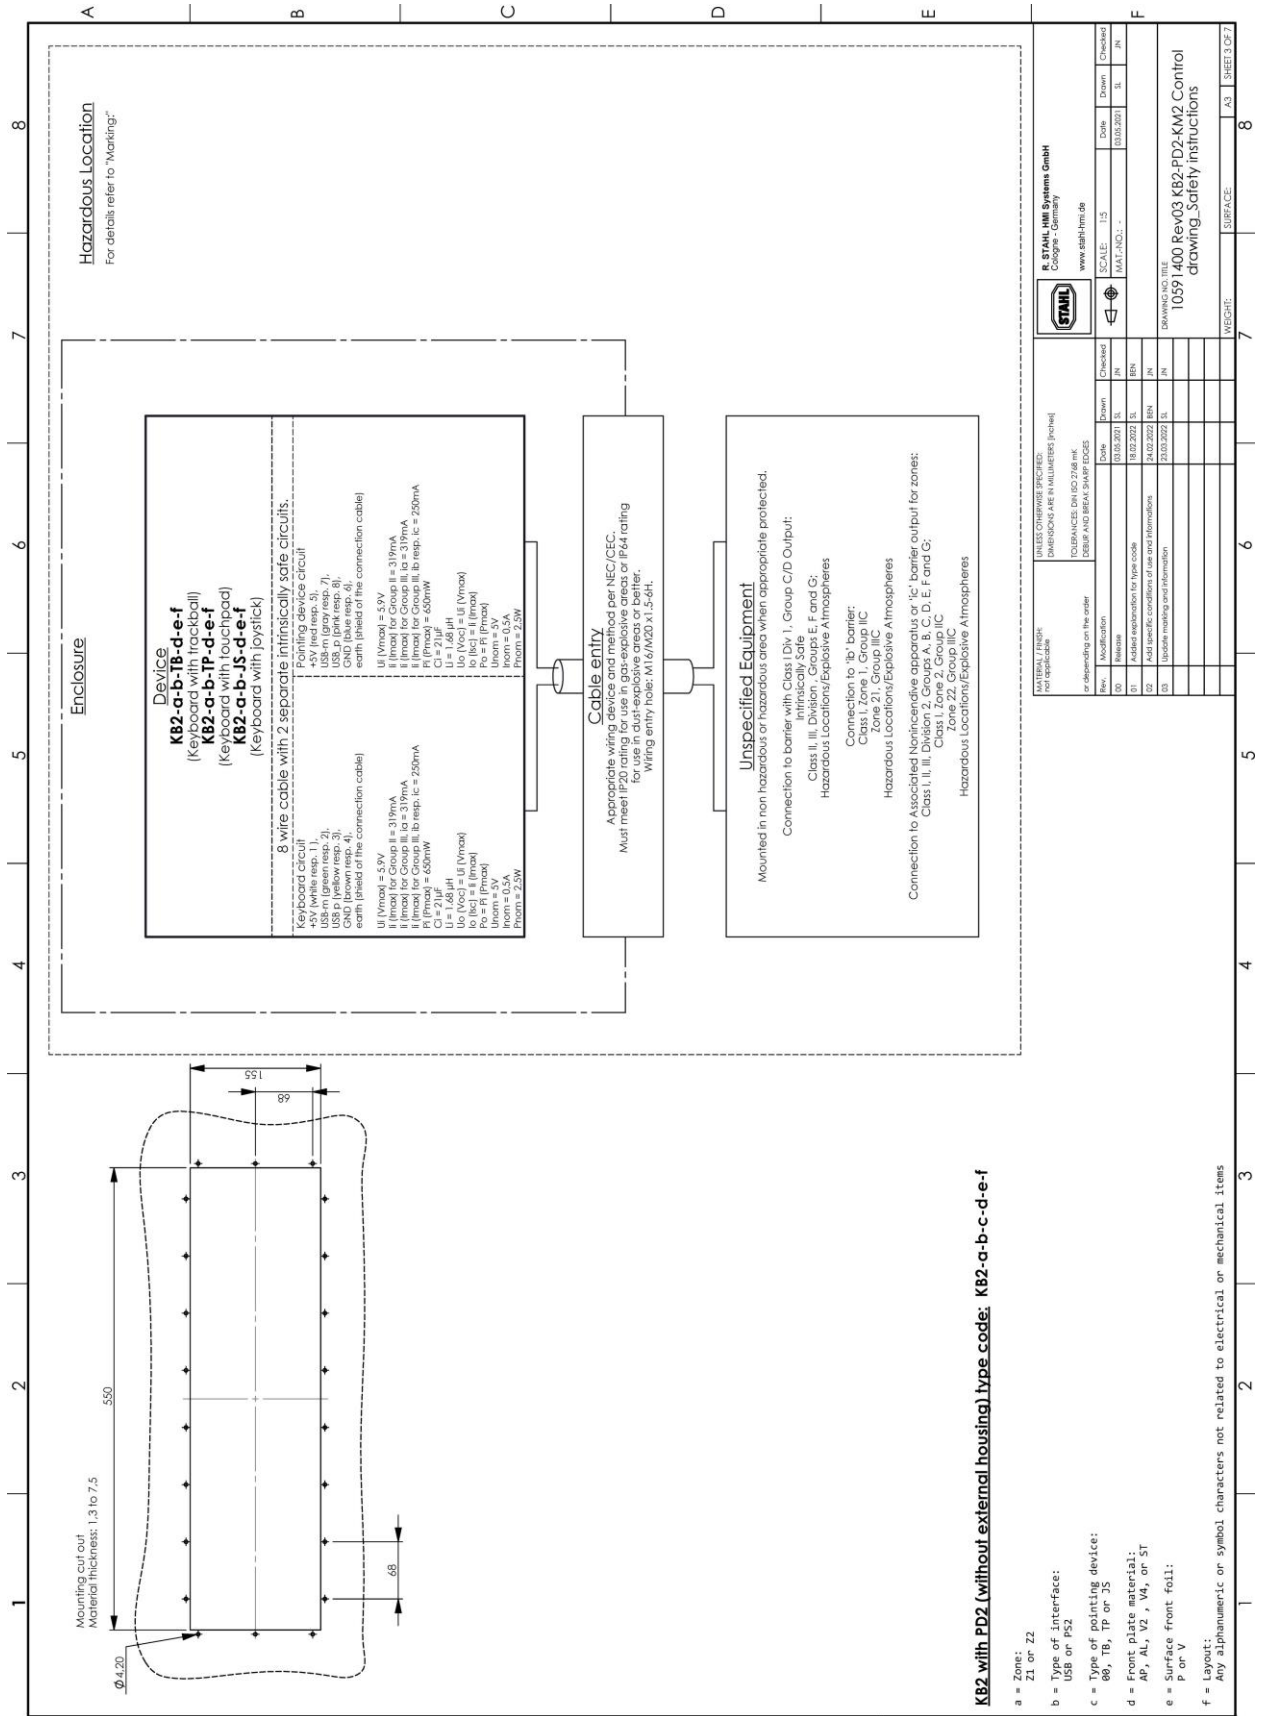 1 2 3 4 5 6 7 8
A
B
C
D
E
F
Mounting cut out
Material thickness: 1,3 to 7,5
Φ4,20
550
68
155
68
Enclosure
Hazardous Location
For details refer to "Marking:"
Device
KB2-a-b-TB-d-e-f
(Keyboard with trackball)
KB2-a-b-TP-d-e-f
(Keyboard with touchpad)
KB2-a-b-JS-d-e-f
(Keyboard with joystick)
8 wire cable with 2 separate intrinsically safe circuits.
Keyboard circuit
+5V (white resp. 1),
USB-m (green resp. 2),
USB p (yellow resp. 3),
GND (brown resp. 4),
earth (shield of the connection cable)
Ui (Vmax) = 5.9V
Ii (Imax) for Group II = 319mA
Ii (Imax) for Group III, ia = 319mA
Ii (Imax) for Group III, ib resp. ic = 250mA
Pi (Pmax) = 650mW
Ci = 21µF
Li = 1.68 µH
Uo (Voc) = Ui (Vmax)
Io (Isc) = Ii (Imax)
Po = Pi (Pmax)
Unom = 5V
Inom = 0.5A
Pnom = 2.5W
Pointing device circuit
+5V (red resp. 5),
USB-m (gray resp. 7),
USB_p (pink resp. 8),
GND (blue resp. 6),
earth (shield of the connection cable)
Ui (Vmax) = 5.9V
Ii (Imax) for Group II = 319mA
Ii (Imax) for Group III, ia = 319mA
Ii (Imax) for Group III, ib resp. ic = 250mA
Pi (Pmax) = 650mW
Ci = 21µF
Li = 1.68 µH
Uo (Voc) = Ui (Vmax)
Io (Isc) = Ii (Imax)
Po = Pi (Pmax)
Unom = 5V
Inom = 0.5A
Pnom = 2.5W
Cable entry
Appropriate wiring device and method per NEC/CEC.
Must meet IP20 rating for use in gas-explosive areas or IP64 rating
for use in dust-explosive areas or better.
Wiring entry hole: M16/M20 x1.5-6H.
Unspecified Equipment
Mounted in non hazardous or hazardous area when appropriate protected.
Connection to barrier with Class I Div 1, Group C/D Output:
Intrinsically Safe
Class II, III, Division , Groups E, F and G;
Hazardous Locations/Explosive Atmospheres
Connection to 'ib' barrier:
Class I, Zone 1, Group IIC
Zone 21, Group IIIC
Hazardous Locations/Explosive Atmospheres
Connection to Associated Nonincendive apparatus or 'ic' barrier output for zones:
Class I, II, III, Division 2, Groups A, B, C, D, E, F and G;
Class I, Zone 2, Group IIC
Zone 22, Group IIIC
Hazardous Locations/Explosive Atmospheres
KB2 with PD2 (without external housing) type code: KB2-a-b-c-d-e-f
a = Zone:
Z1 or Z2
b = Type of interface:
USB or PS2
c = Type of pointing device:
00, TB, TP or JS
d = Front plate material:
AP, AL, V2 , V4, or ST
e = Surface front foil:
P or V
f = Layout:
Any alphanumeric or symbol characters not related to electrical or mechanical items
MATERIAL / FINISH:
not applicable
or depending on the order
UNLESS OTHERWISE SPECIFIED:
DIMENSIONS ARE IN MILLIMETERS [inches]
TOLERANCES: DIN ISO 2768 mK
DEBUR AND BREAK SHARP EDGES
STAHL
R. STAHL HMI Systems GmbH
Cologne - Germany
www.stahl-hmi.de
Rev. Modification Date Drawn Checked
00 Release 03.05.2021 SL JN
01 Added explanation for type code 18.02.2022 SL BEN
02 Add specific conditions of use and informations 24.02.2022 BEN JN
03 Update marking and information 23.03.2022 SL JN
SCALE: 1:5
MAT.-NO.: -
Date Drawn Checked
03.05.2021 SL JN
DRAWING NO. TITLE
10591400 Rev03 KB2-PD2-KM2 Control
drawing_Safety instructions
WEIGHT: SURFACE: A3 SHEET 3 OF 7
1 2 3 4 5 6 7 8